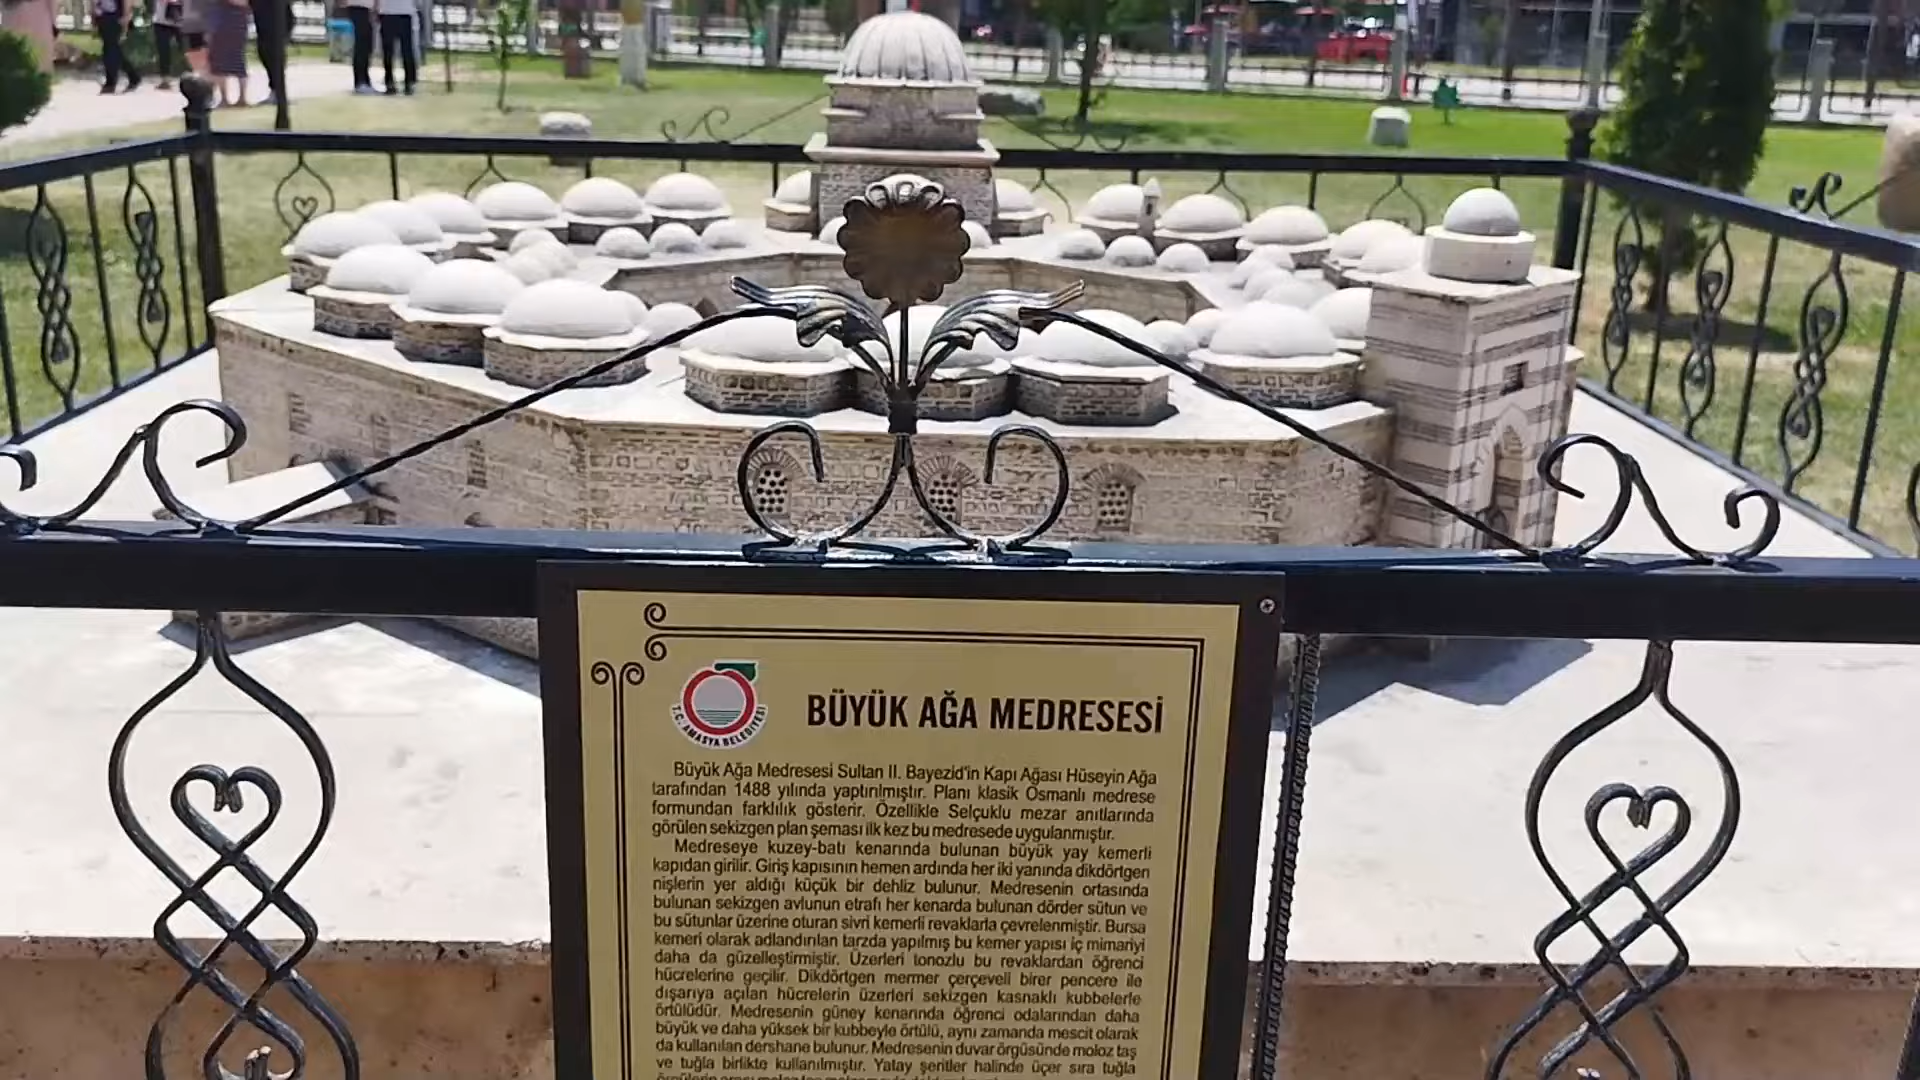 T.C. AMASYA BELEDİYESİ
BÜYÜK AĞA MEDRESESİ
Büyük Ağa Medresesi Sultan II. Bayezid'in Kapı Ağası Hüseyin Ağa
tarafından 1488 yılında yaptırılmıştır. Planı klasik Osmanlı medrese
formundan farklılık gösterir. Özellikle Selçuklu mezar anıtlarında
görülen sekizgen plan şeması ilk kez bu medresede uygulanmıştır.
Medreseye kuzey-batı kenarında bulunan büyük yay kemerli
kapıdan girilir. Giriş kapısının hemen ardında her iki yanında dikdörtgen
nişlerin yer aldığı küçük bir dehliz bulunur. Medresenin ortasında
bulunan sekizgen avlunun etrafı her kenarda bulunan dörder sütun ve
bu sütunlar üzerine oturan sivri kemerli revaklarla çevrelenmiştir. Bursa
kemeri olarak adlandırılan tarzda yapılmış bu kemer yapısı iç mimariyi
daha da güzelleştirmiştir. Üzerleri tonozlu bu revaklardan öğrenci
hücrelerine geçilir. Dikdörtgen mermer çerçeveli birer pencere ile
dışarıya açılan hücrelerin üzerleri sekizgen kasnaklı kubbelerle
örtülüdür. Medresenin güney kenarında öğrenci odalarından daha
büyük ve daha yüksek bir kubbeyle örtülü, aynı zamanda mescit olarak
da kullanılan dershane bulunur. Medresenin duvar örgüsünde moloz taş
ve tuğla birlikte kullanılmıştır. Yatay şeritler halinde üçer sıra tuğla